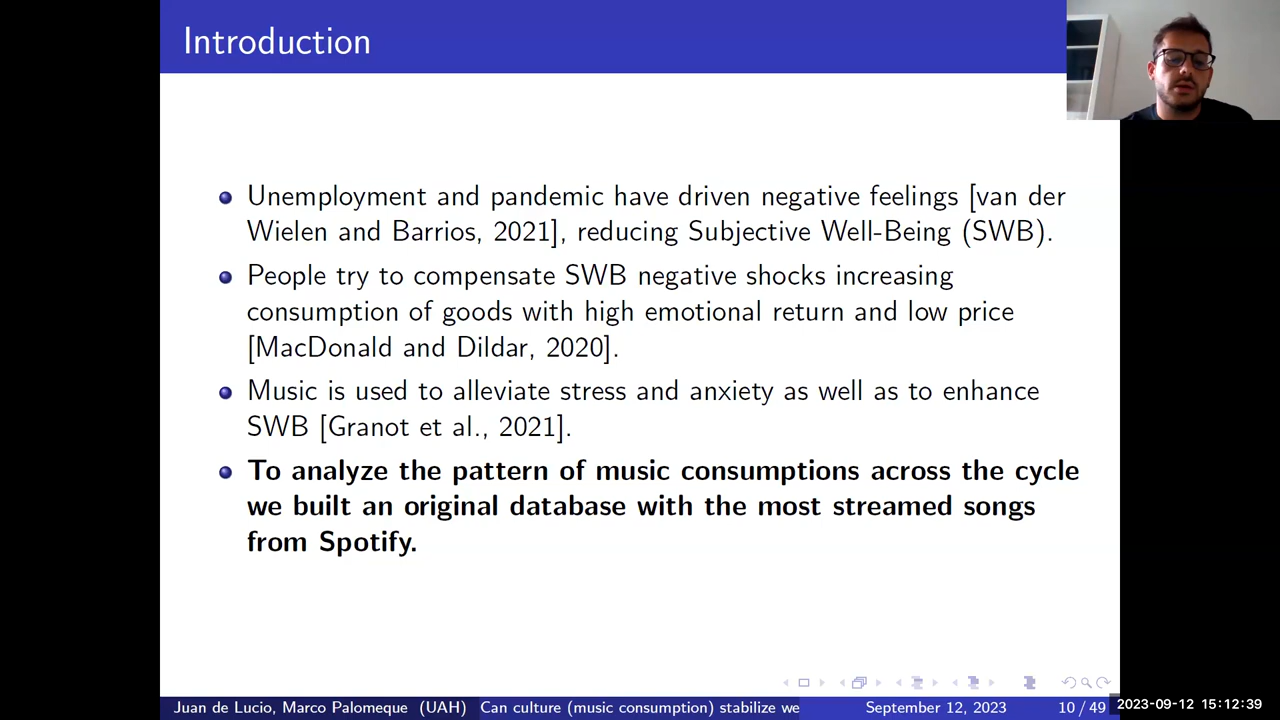 Introduction
Unemployment and pandemic have driven negative feelings [van der
Wielen and Barrios, 2021], reducing Subjective Well-Being (SWB).
People try to compensate SWB negative shocks increasing
consumption of goods with high emotional return and low price
[MacDonald and Dildar, 2020].
Music is used to alleviate stress and anxiety as well as to enhance
SWB [Granot et al., 2021].
To analyze the pattern of music consumptions across the cycle
we built an original database with the most streamed songs
from Spotify.
Juan de Lucio, Marco Palomeque (UAH) Can culture (music consumption) stabilize we September 12, 2023 10 / 49 2023-09-12 15:12:39